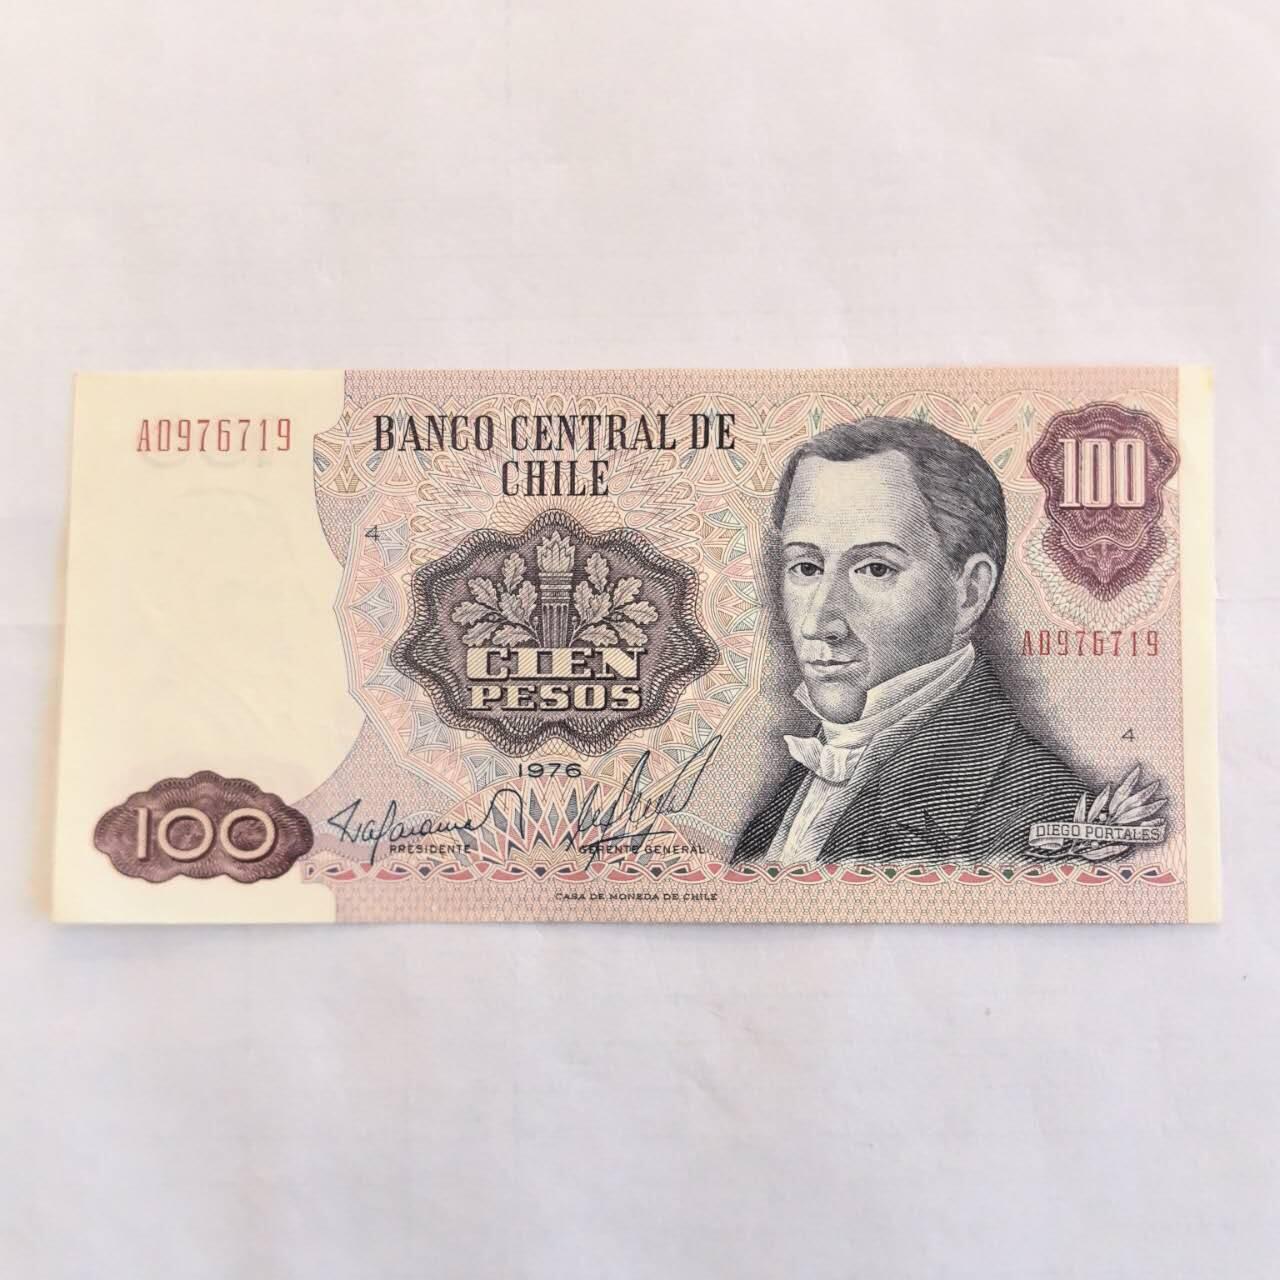 A0976719
BANCO CENTRAL DE
CHILE
100
4
CIEN
PESOS
A0976719
4
1976
100
PRESIDENTE
GERENTE GENERAL
DIEGO PORTALES
CASA DE MONEDA DE CHILE